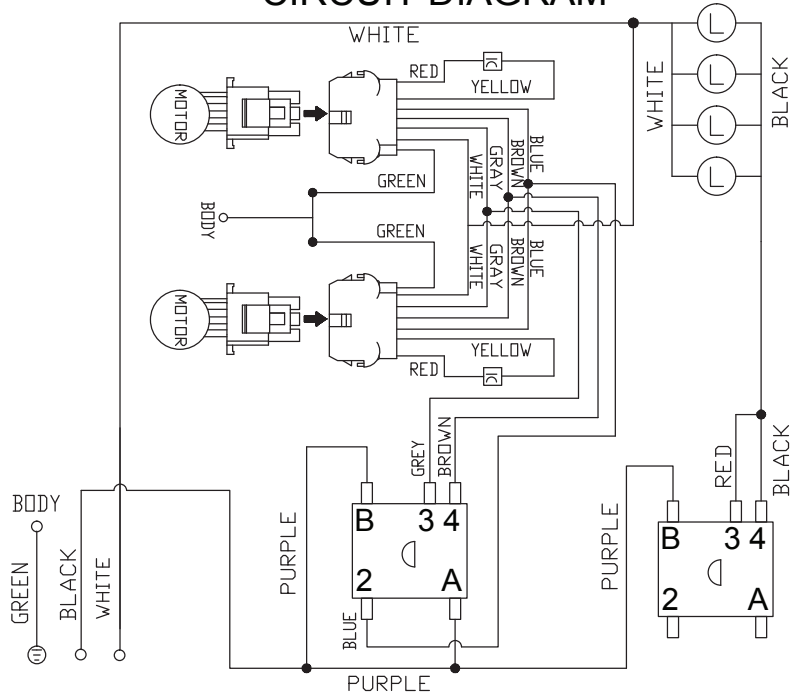 CIRCUIT DIAGRAM
WHITE
L
L
L
L
WHITE
BLACK
RED
IC
YELLOW
MOTOR
BLUE
BROWN
GRAY
WHITE
GREEN
BODY
GREEN
BLUE
BROWN
GRAY
WHITE
MOTOR
YELLOW
RED
IC
GREY
BROWN
RED
BLACK
B 3 4
2 A
B 3 4
2 A
PURPLE
PURPLE
BLUE
BODY
GREEN
BLACK
WHITE
PURPLE